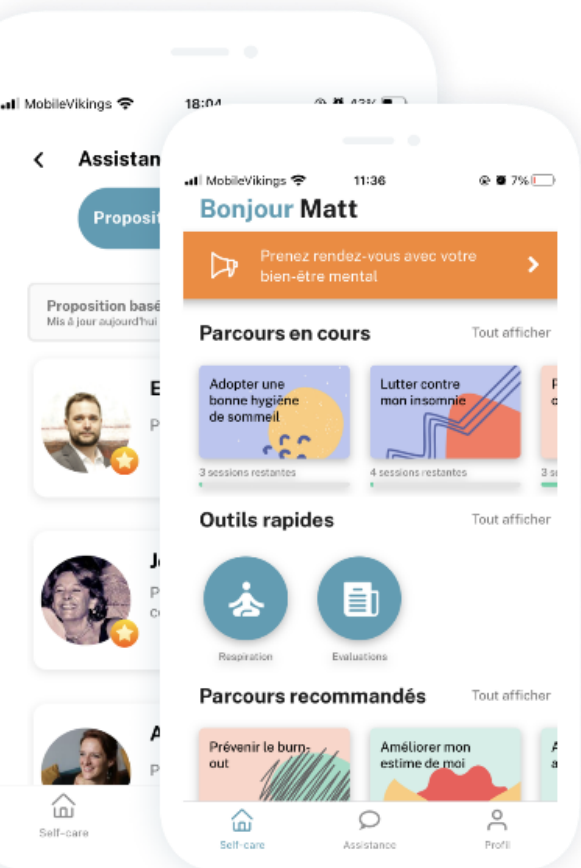 MobileVikings
18:04
Assistan
Proposit
Proposition basé
Mis à jour aujourd'hui
E
P
J
P
A
P
Self-care
MobileVikings
11:36
7%
Bonjour Matt
Prenez rendez-vous avec votre
bien-être mental
Parcours en cours
Tout afficher
Adopter une
bonne hygiène
de sommeil
3 sessions restantes
Lutter contre
mon insomnie
4 sessions restantes
Outils rapides
Tout afficher
Respiration
Evaluations
Parcours recommandés
Tout afficher
Prévenir le burn-
out
Améliorer mon
estime de moi
Self-care
Assistance
Profil